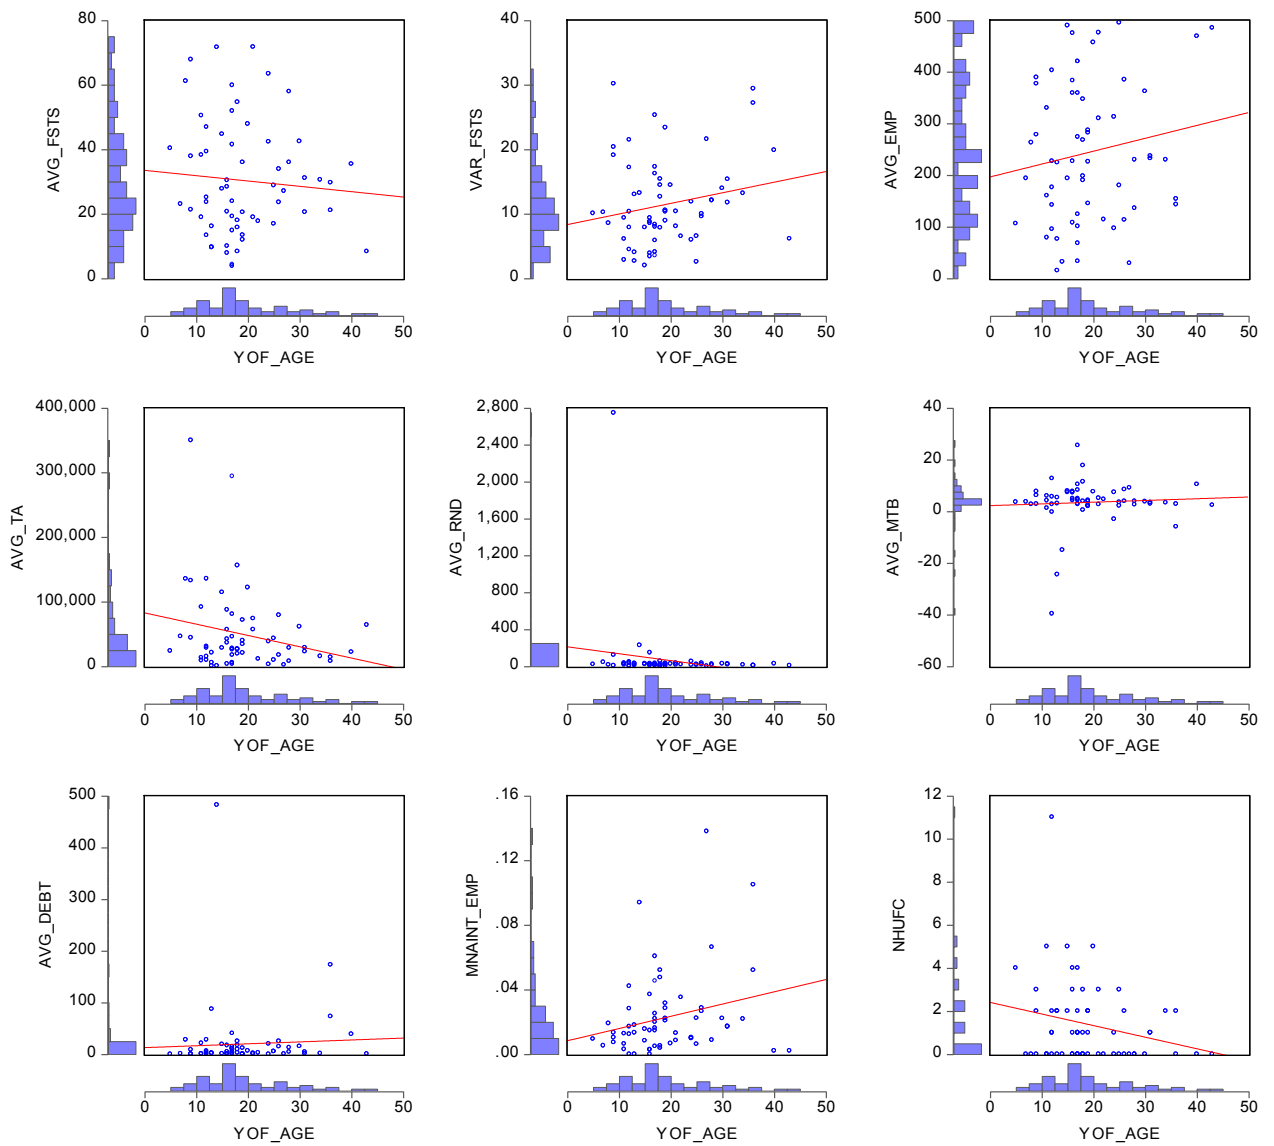 80
60
40
20
0
AVG_FSTS
0 10 20 30 40 50
YOF_AGE
40
30
20
10
0
VAR_FSTS
0 10 20 30 40 50
YOF_AGE
500
400
300
200
100
0
AVG_EMP
0 10 20 30 40 50
YOF_AGE
400,000
300,000
200,000
100,000
0
AVG_TA
0 10 20 30 40 50
YOF_AGE
2,800
2,400
2,000
1,600
1,200
800
400
0
AVG_RND
0 10 20 30 40 50
YOF_AGE
40
20
0
-20
-40
-60
AVG_MTB
0 10 20 30 40 50
YOF_AGE
500
400
300
200
100
0
AVG_DEBT
0 10 20 30 40 50
YOF_AGE
.16
.12
.08
.04
.00
MNAINT_EMP
0 10 20 30 40 50
YOF_AGE
12
10
8
6
4
2
0
NHUFC
0 10 20 30 40 50
YOF_AGE